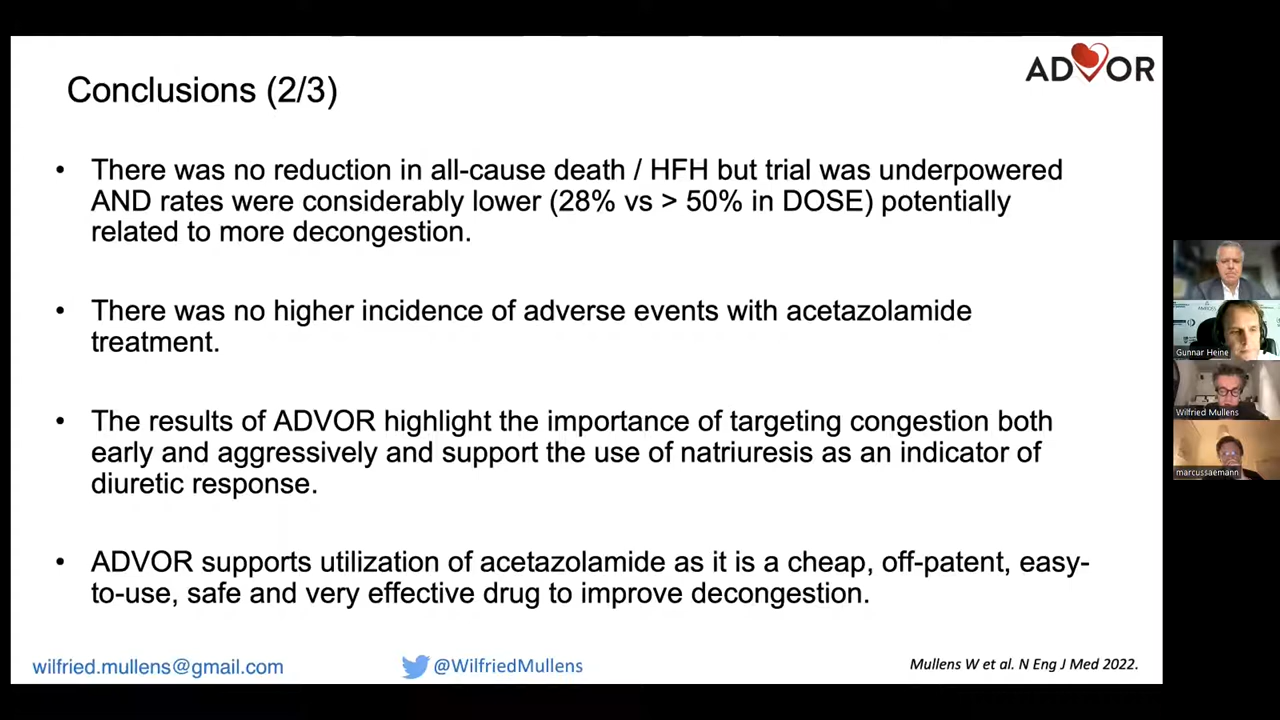 ADVOR
Conclusions (2/3)
• There was no reduction in all-cause death / HFH but trial was underpowered
AND rates were considerably lower (28% vs > 50% in DOSE) potentially
related to more decongestion.
• There was no higher incidence of adverse events with acetazolamide
treatment.
• The results of ADVOR highlight the importance of targeting congestion both
early and aggressively and support the use of natriuresis as an indicator of
diuretic response.
• ADVOR supports utilization of acetazolamide as it is a cheap, off-patent, easy-
to-use, safe and very effective drug to improve decongestion.
wilfried.mullens@gmail.com
@WilfriedMullens
Mullens W et al. N Eng J Med 2022.
Gunnar Heine
Wilfried Mullens
marcussaemann